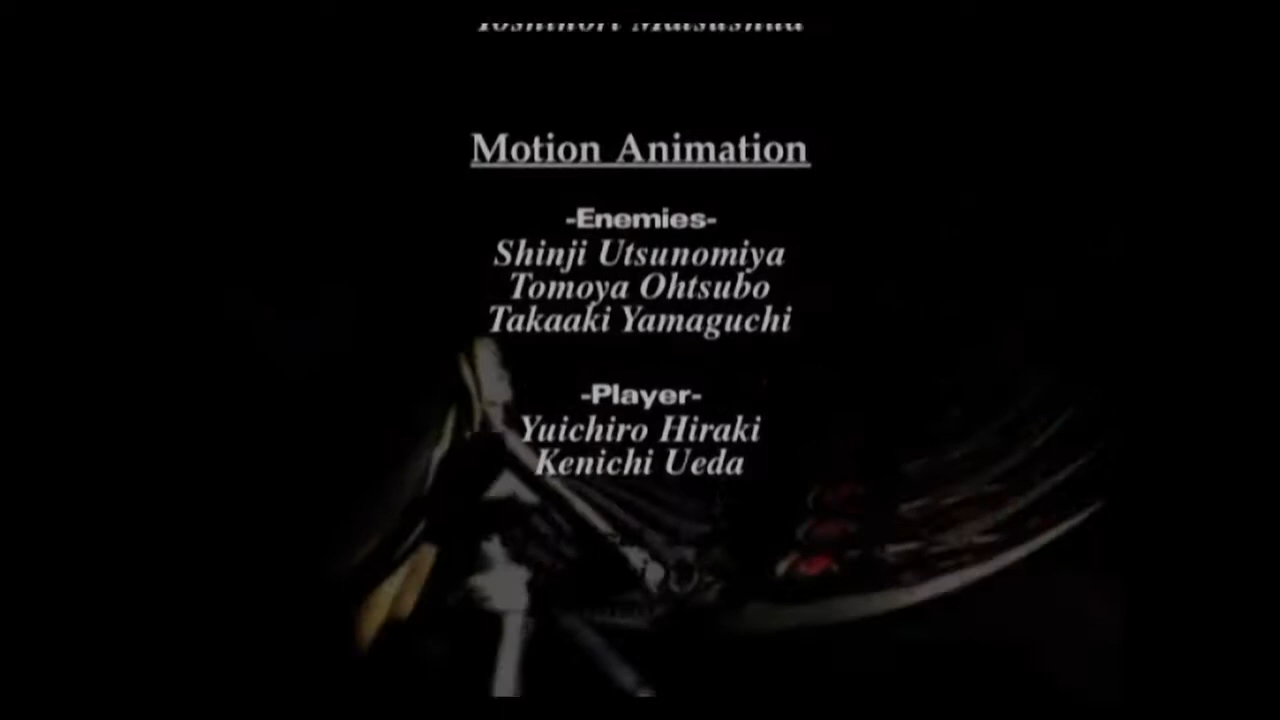 Motion Animation
-Enemies-
Shinji Utsunomiya
Tomoya Ohtsubo
Takaaki Yamaguchi
-Player-
Yuichiro Hiraki
Kenichi Ueda